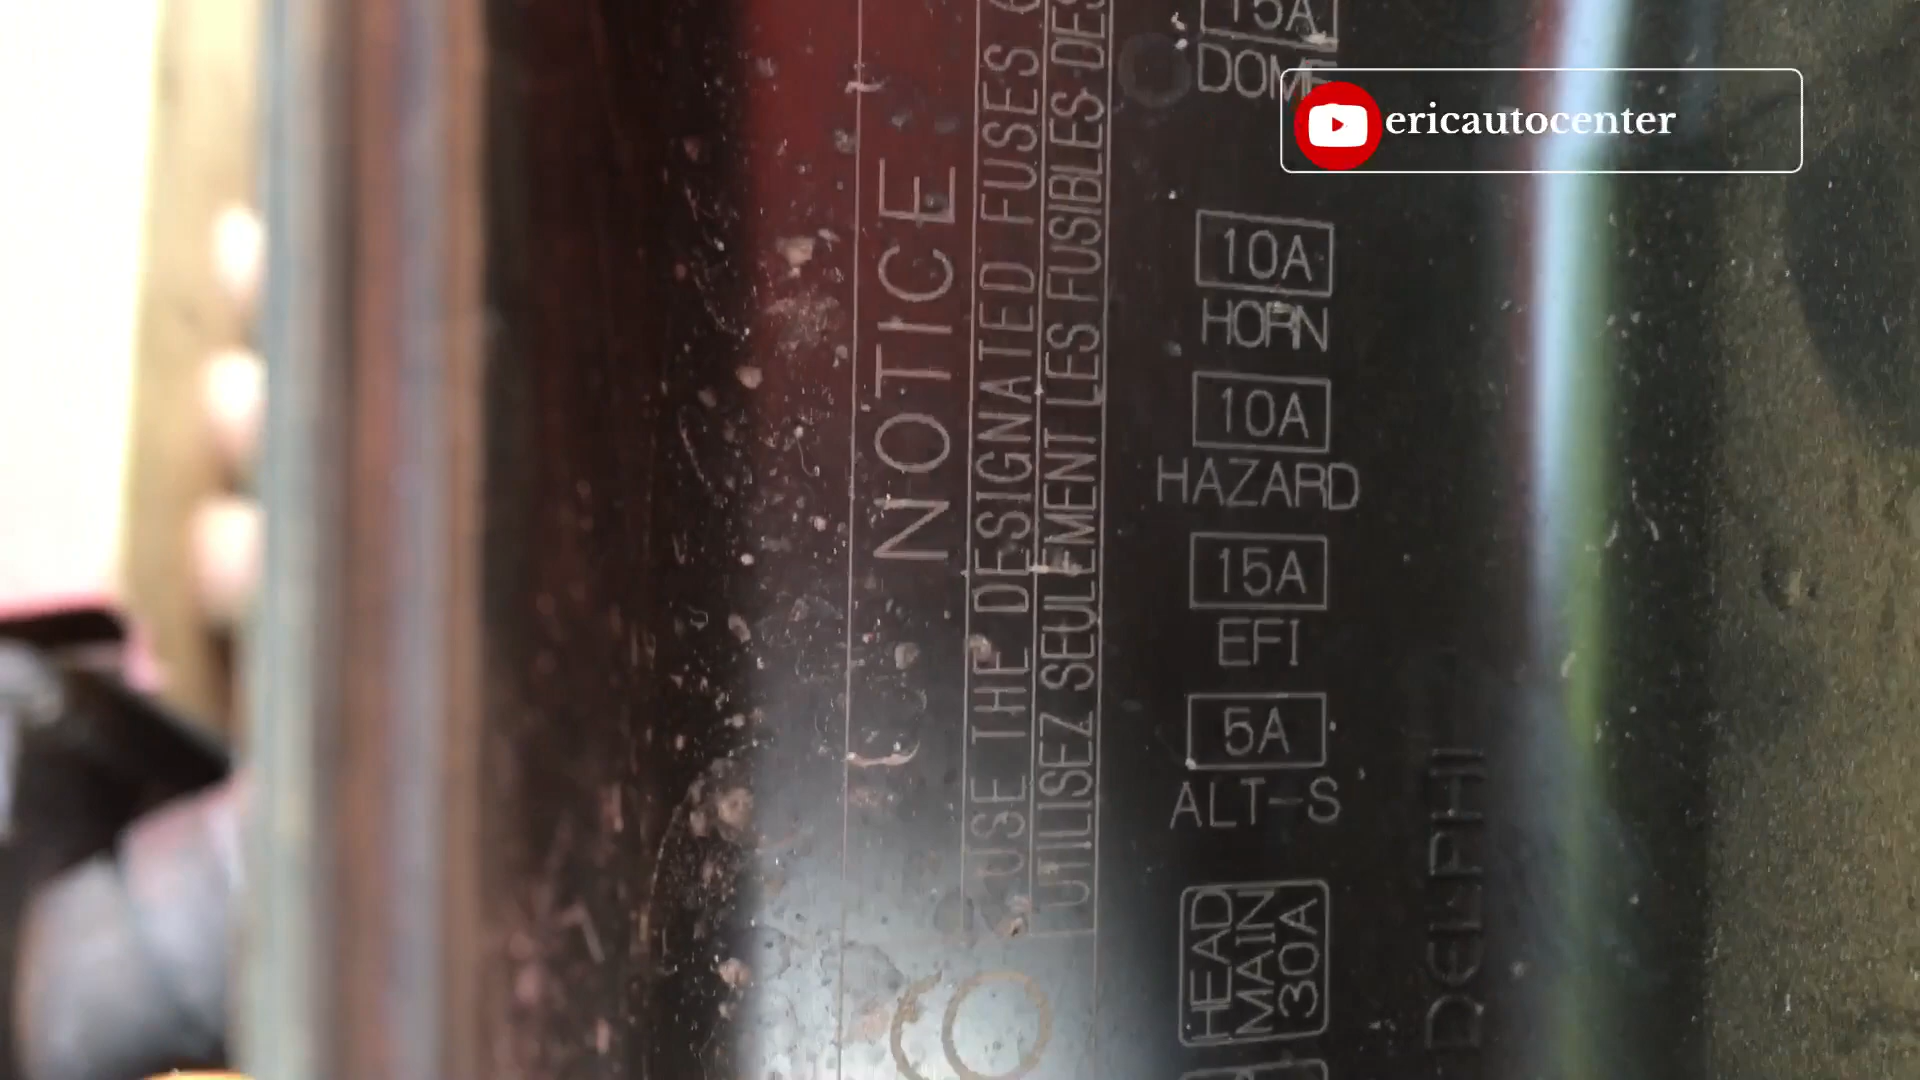 15A
DOME
ericautocenter
10A
HORN
10A
HAZARD
15A
EFI
5A
ALT-S
HEAD
MAIN
30A
NOTICE
USE THE DESIGNATED FUSES
UTILISEZ SEULEMENT LES FUSIBLES DES
DELPHI